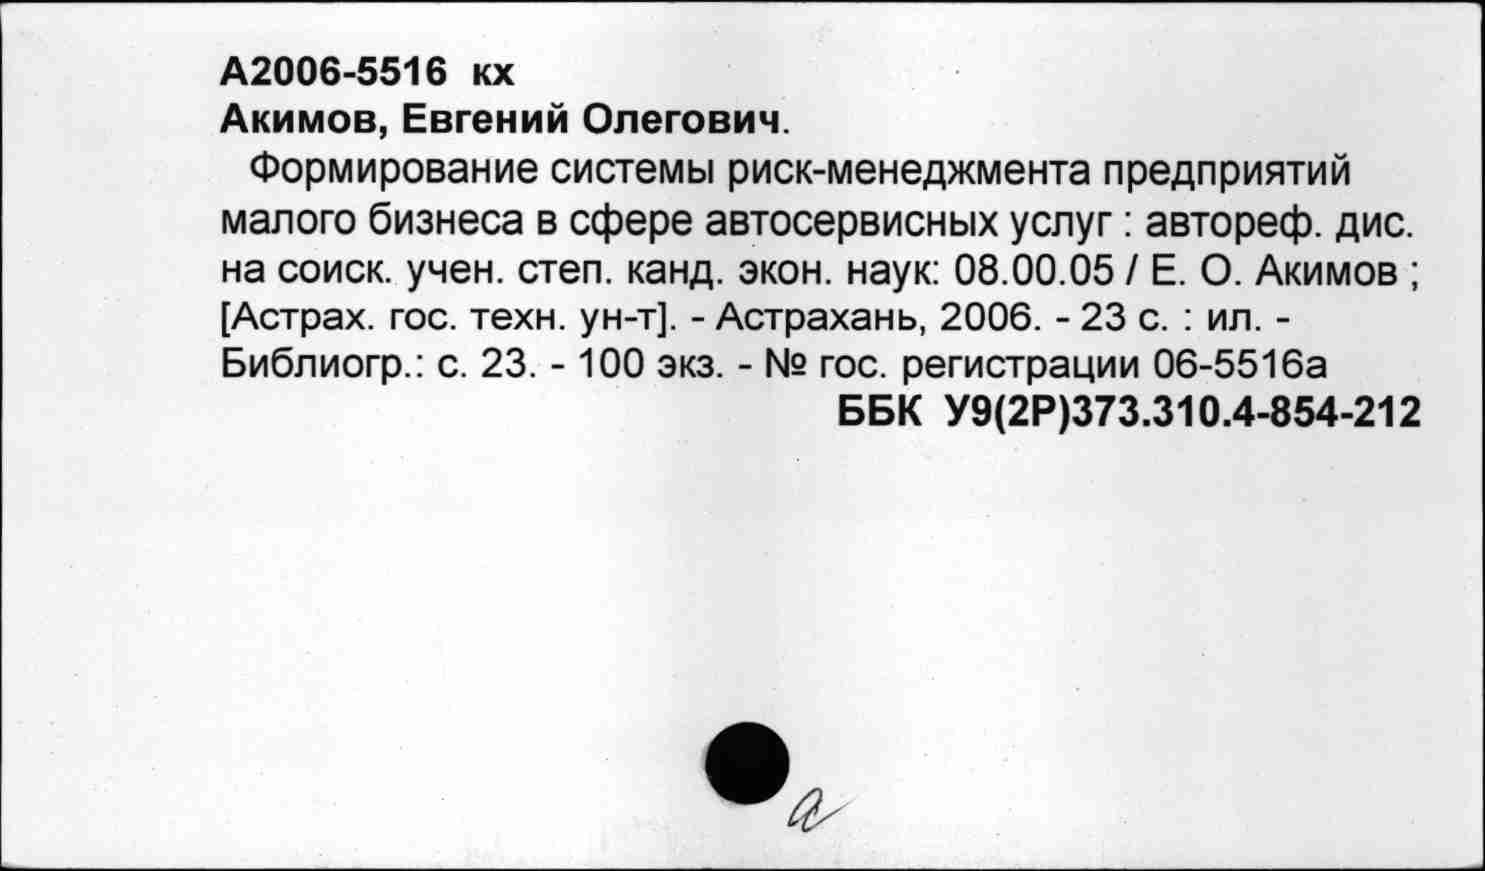 А2006-5516 кх
Акимов, Евгений Олегович.
Формирование системы риск-менеджмента предприятий
малого бизнеса в сфере автосервисных услуг : автореф. дис.
на соиск. учен. степ. канд. экон. наук: 08.00.05 / Е. О. Акимов ;
[Астрах. гос. техн. ун-т]. - Астрахань, 2006. - 23 с. : ил. -
Библиогр.: с. 23. - 100 экз. - № гос. регистрации 06-5516а
ББК У9(2Р)373.310.4-854-212
а